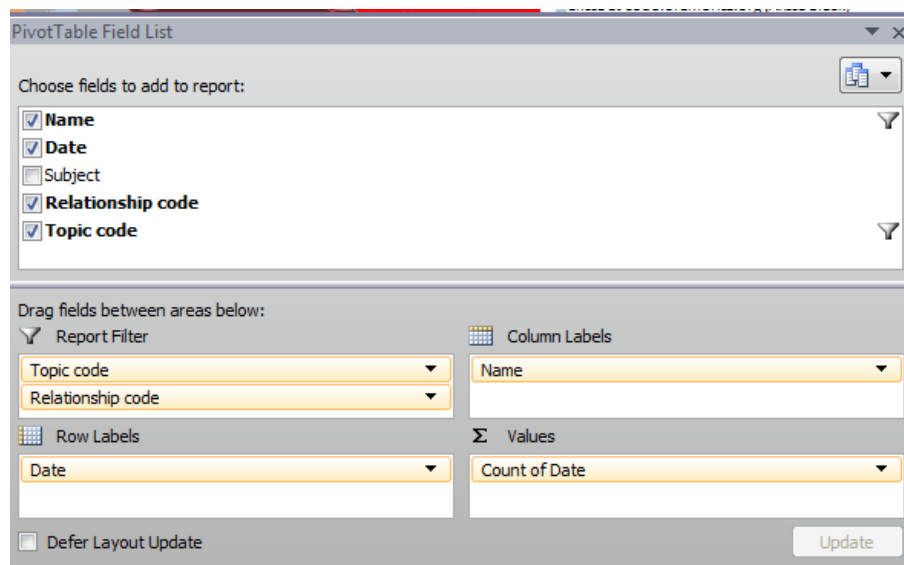 PivotTable Field List
Choose fields to add to report:
Name
Date
Subject
Relationship code
Topic code
Drag fields between areas below:
Report Filter
Column Labels
Topic code
Name
Relationship code
Row Labels
Σ Values
Date
Count of Date
Defer Layout Update
Update